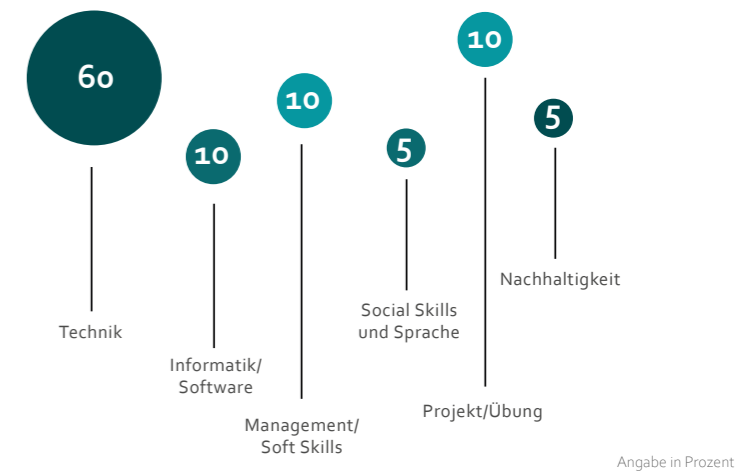 60
Technik
10
Informatik/
Software
10
Management/
Soft Skills
5
Social Skills
und Sprache
10
Projekt/Übung
5
Nachhaltigkeit
Angabe in Prozent